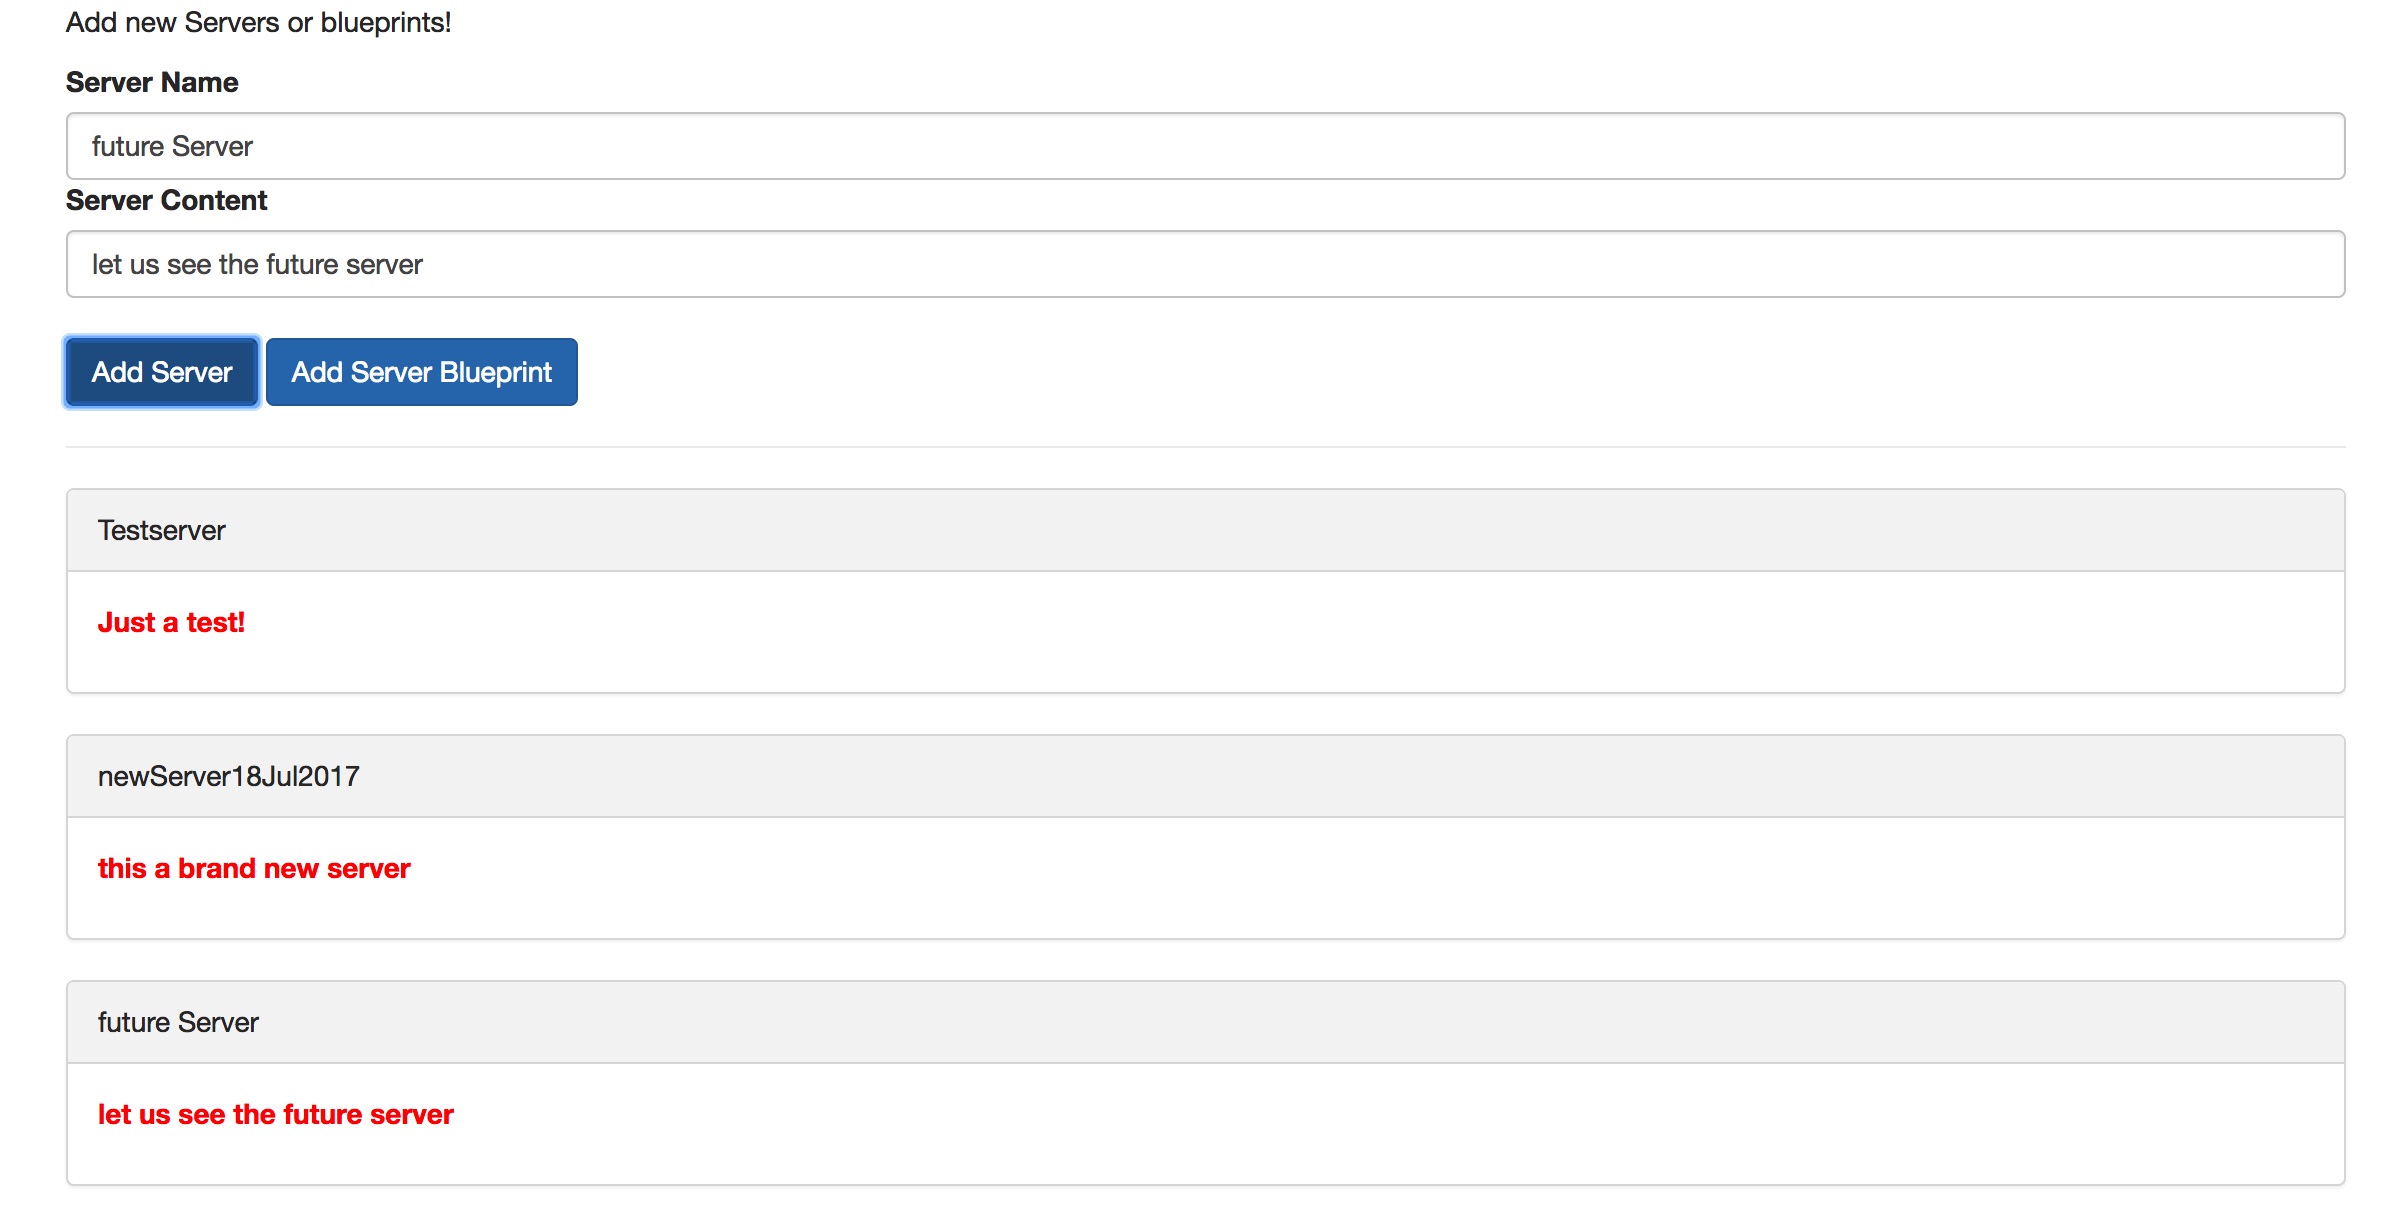 Add new Servers or blueprints!
Server Name
future Server
Server Content
let us see the future server
Add Server Add Server Blueprint
Testserver
Just a test!
newServer18Jul2017
this a brand new server
future Server
let us see the future server